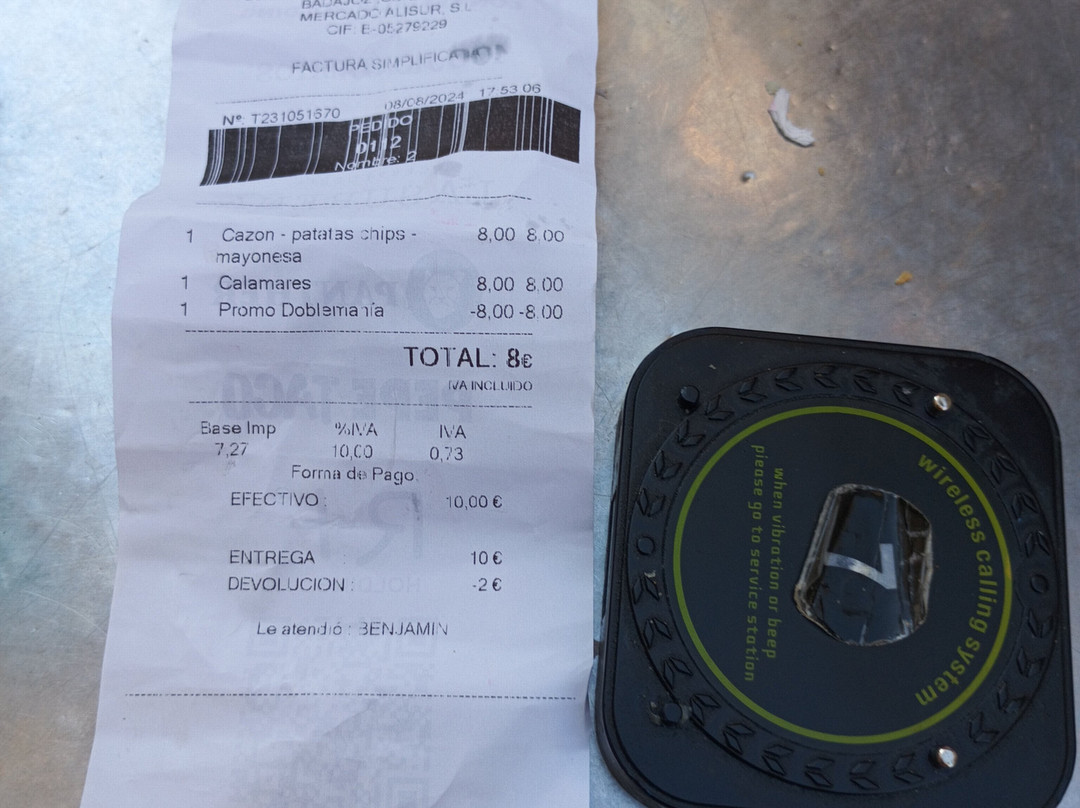 MERCADO ALISUR, S.L
CIF: E-05279229
FACTURA SIMPLIFICADA
Nº T231051670 08/08/2024 17:53:06
PEDIDO
0112
Nombre: 2
1 Cazon - patatas chips - 8,00 8,00
mayonesa
1 Calamares 8,00 8,00
1 Promo Doblemanía -8,00 -8,00
TOTAL: 8€
IVA INCLUIDO
Base Imp %IVA IVA
7,27 10,00 0,73
Forma de Pago:
EFECTIVO : 10,00 €
ENTREGA 10 €
DEVOLUCION : -2 €
Le atendió : BENJAMIN
wireless calling system
when vibration or beep
please go to service station
7